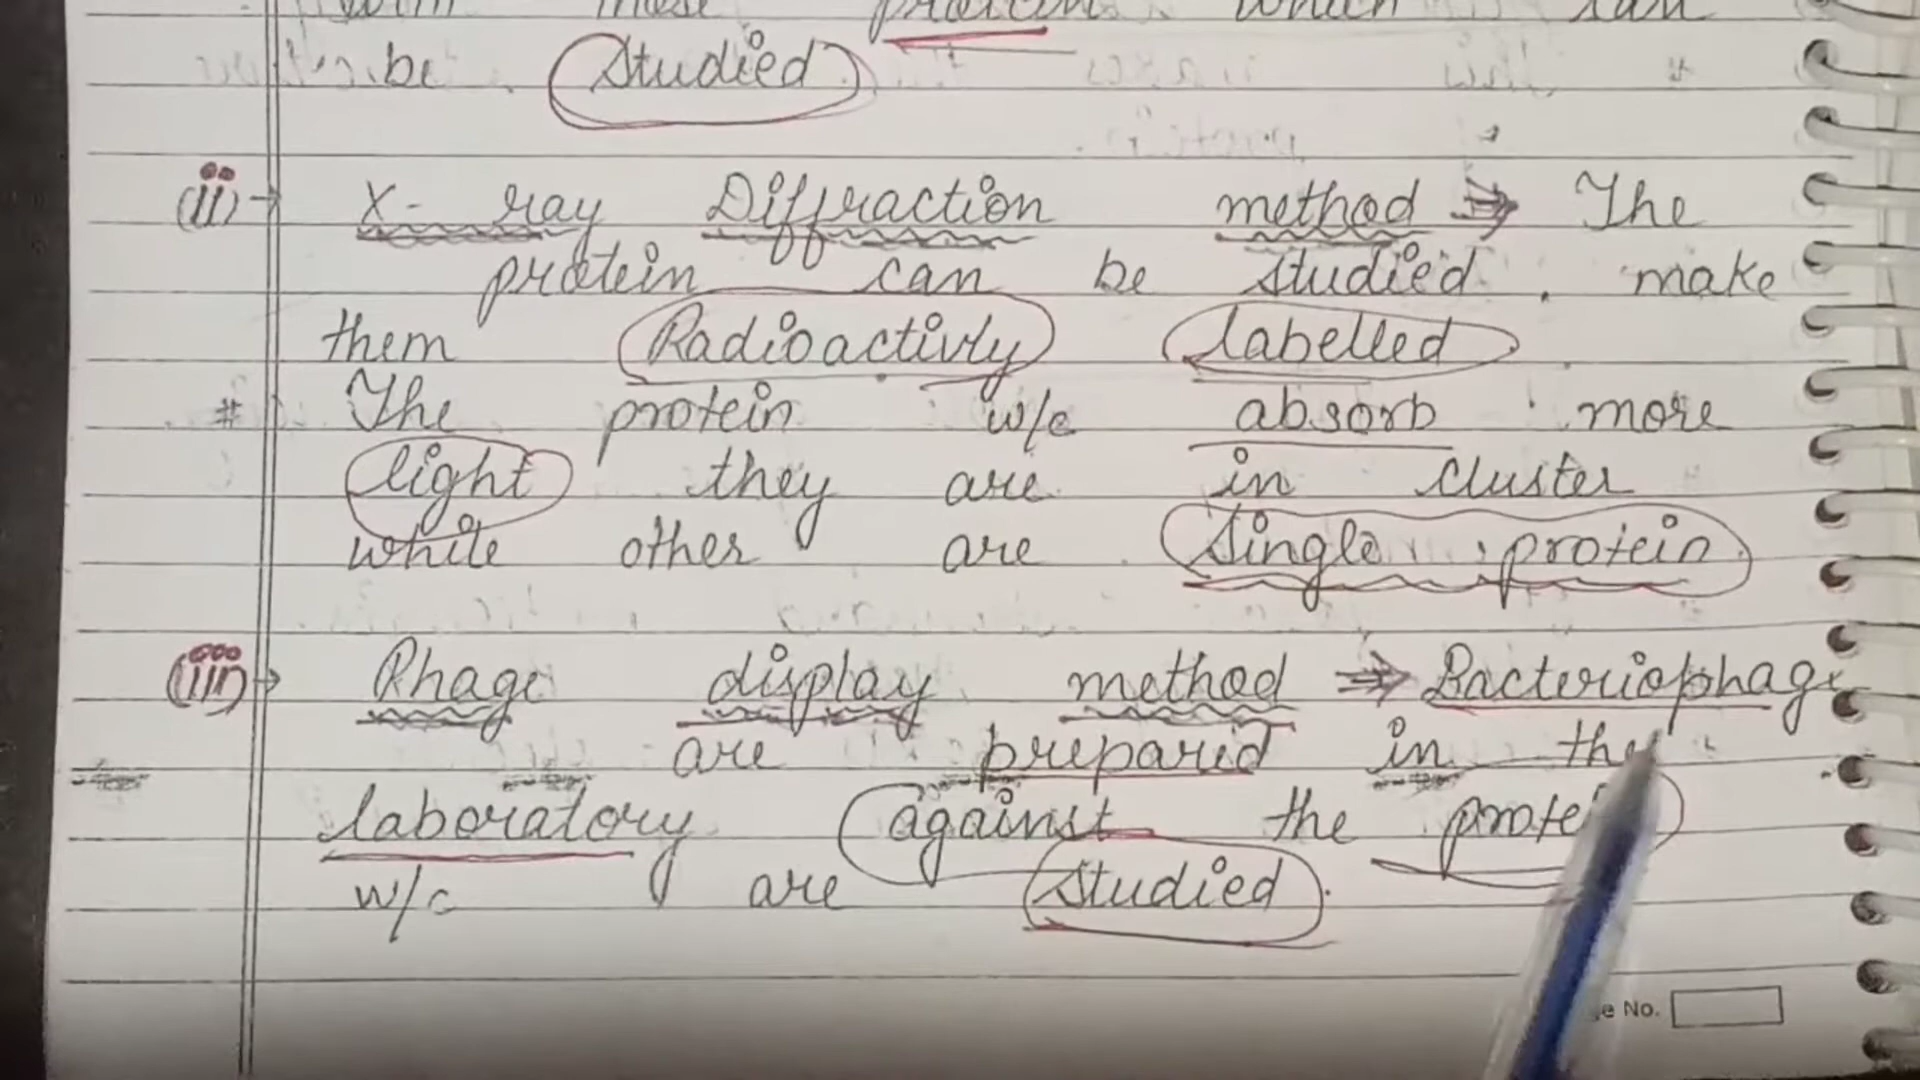 be studied.
(ii) → X-ray Diffraction method ⇒ The
protein can be studied. make
them Radioactivly labelled.
# The protein w/c absorb more
light they are in cluster
while other are single protein.
(iii) → Phage display method ⇒ Bacteriophage
are prepared in the
laboratory against the
w/c are studied.
No.